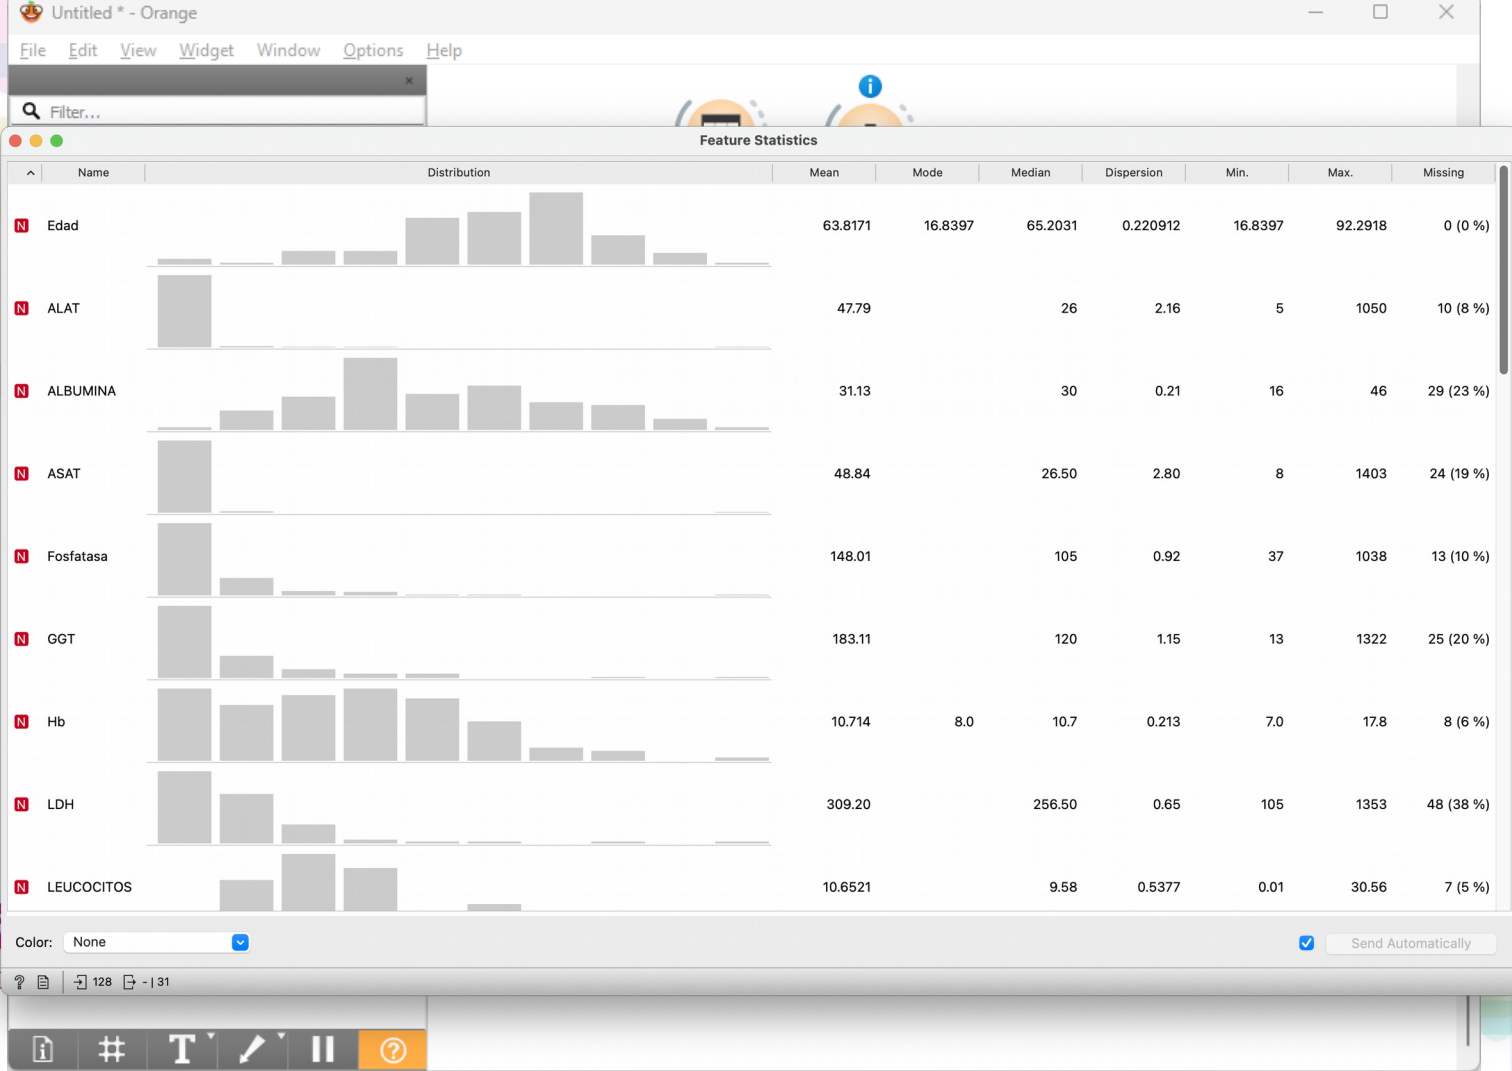 Untitled * - Orange
File Edit View Widget Window Options Help
Filter...
Feature Statistics
Name Distribution Mean Mode Median Dispersion Min. Max. Missing
N Edad 63.8171 16.8397 65.2031 0.220912 16.8397 92.2918 0 (0 %)
N ALAT 47.79 26 2.16 5 1050 10 (8 %)
N ALBUMINA 31.13 30 0.21 16 46 29 (23 %)
N ASAT 48.84 26.50 2.80 8 1403 24 (19 %)
N Fosfatasa 148.01 105 0.92 37 1038 13 (10 %)
N GGT 183.11 120 1.15 13 1322 25 (20 %)
N Hb 10.714 8.0 10.7 0.213 7.0 17.8 8 (6 %)
N LDH 309.20 256.50 0.65 105 1353 48 (38 %)
N LEUCOCITOS 10.6521 9.58 0.5377 0.01 30.56 7 (5 %)
Color: None Send Automatically
? 128 - | 31
T ?